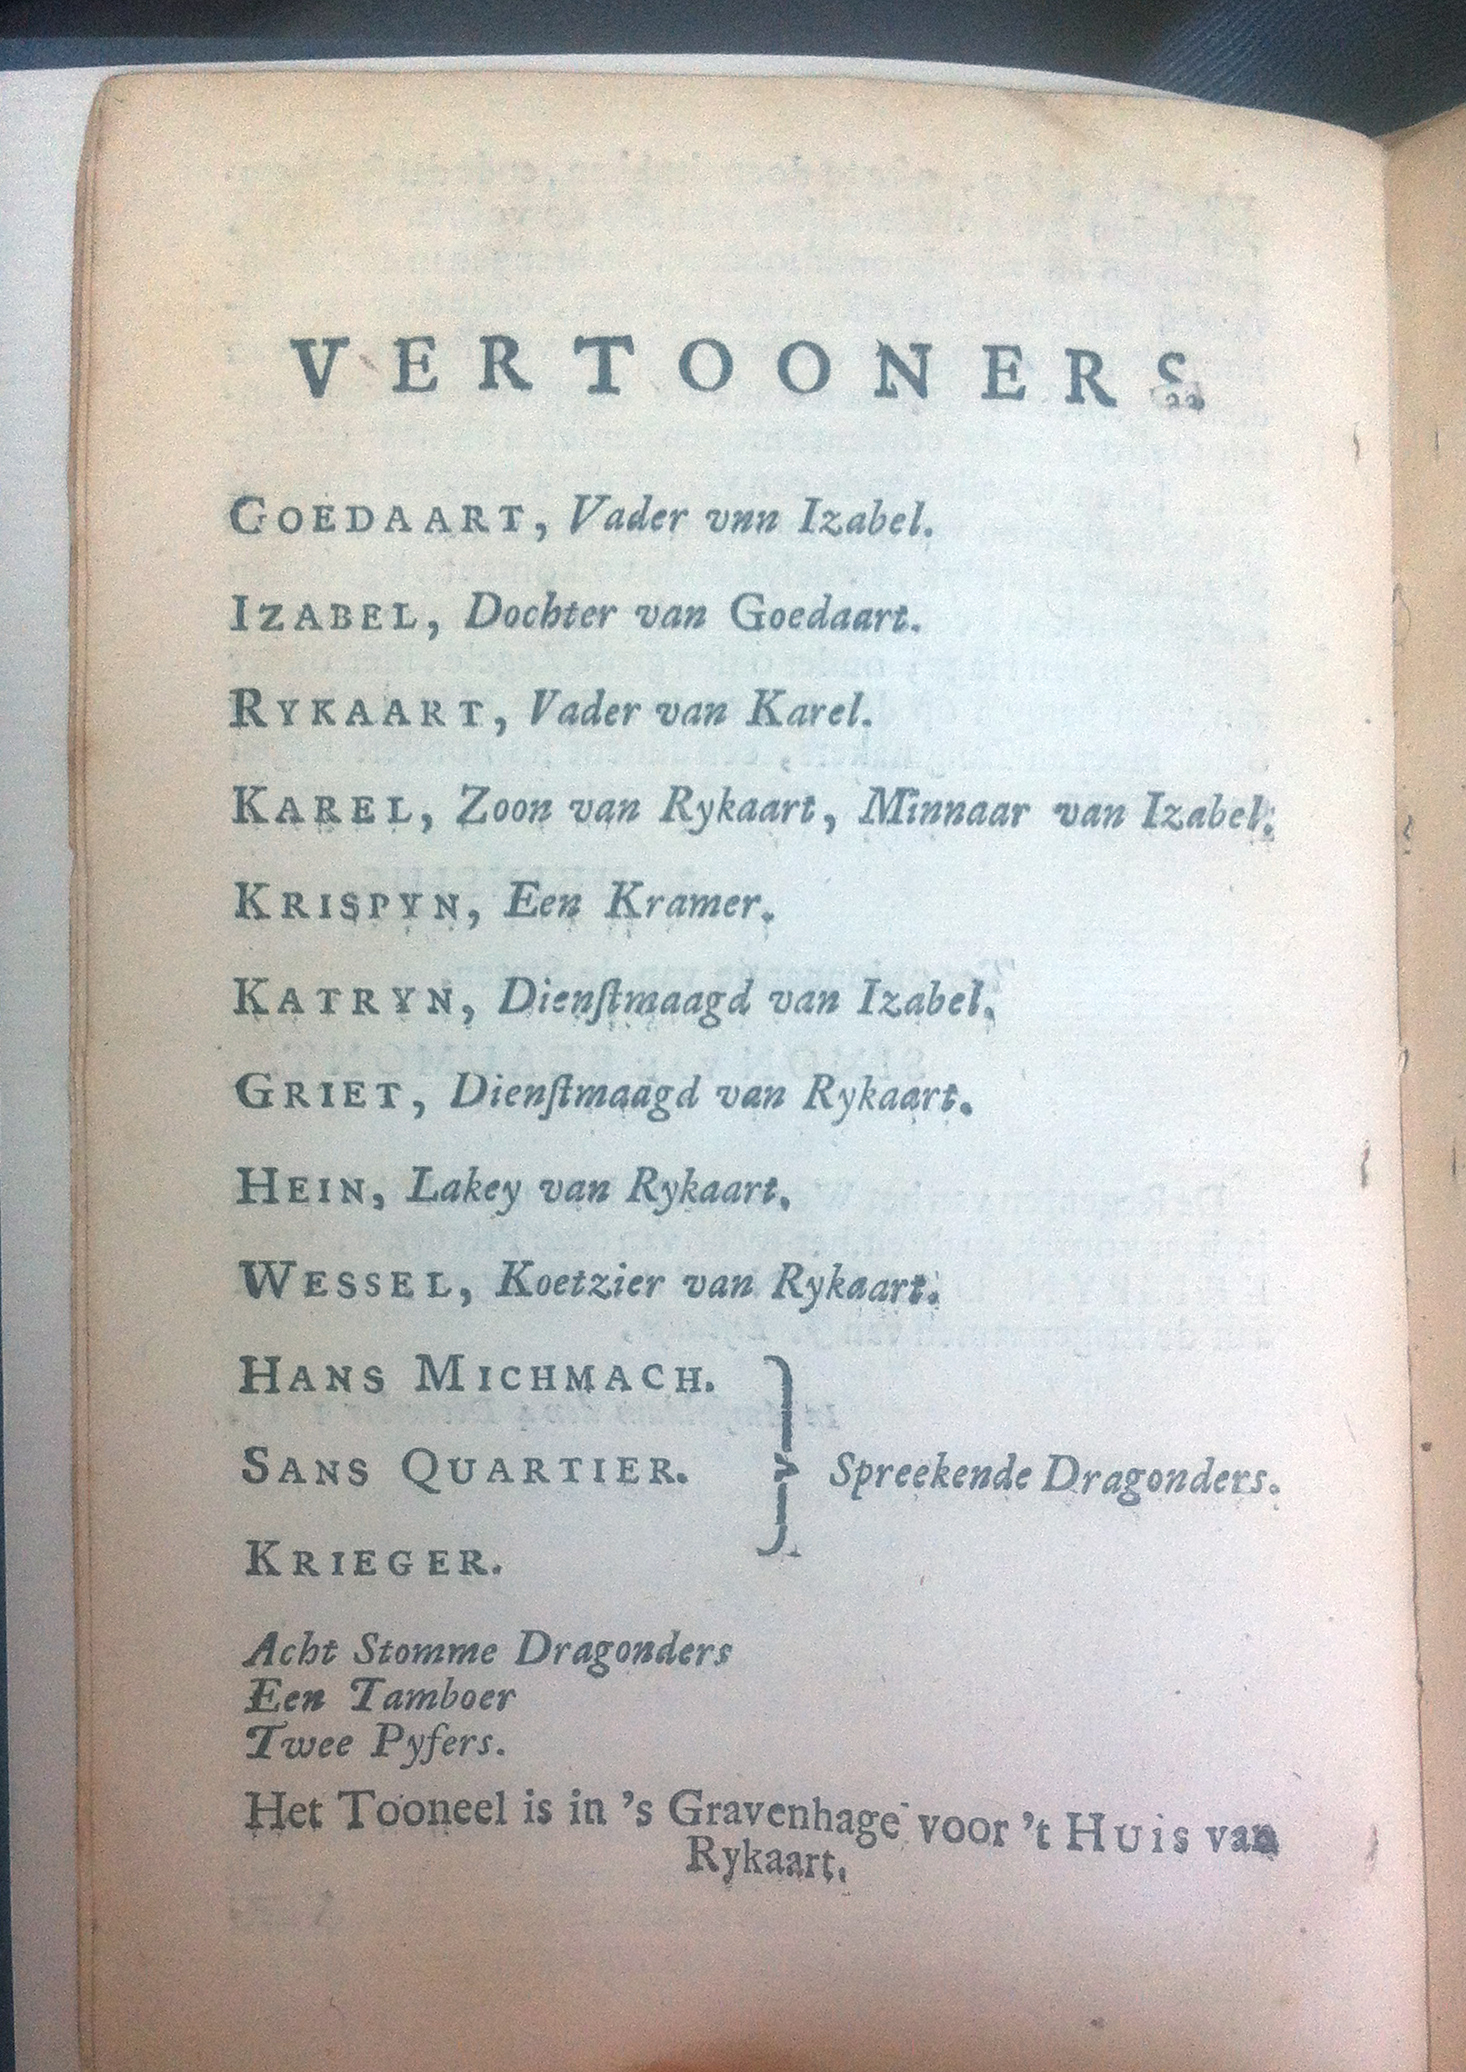 VERTOONERS
GOEDAART, Vader vnn Izabel.
IZABEL, Dochter van Goedaart.
RYKAART, Vader van Karel.
KAREL, Zoon van Rykaart, Minnaar van Izabel.
KRISPYN, Een Kramer.
KATRYN, Dienſtmaagd van Izabel.
GRIET, Dienſtmaagd van Rykaart.
HEIN, Lakey van Rykaart.
WESSEL, Koetzier van Rykaart.
HANS MICHMACH.
SANS QUARTIER. Spreekende Dragonders.
KRIEGER.
Acht Stomme Dragonders
Een Tamboer
Twee Pyfers.
Het Tooneel is in 's Gravenhage voor 't Huis van
Rykaart.